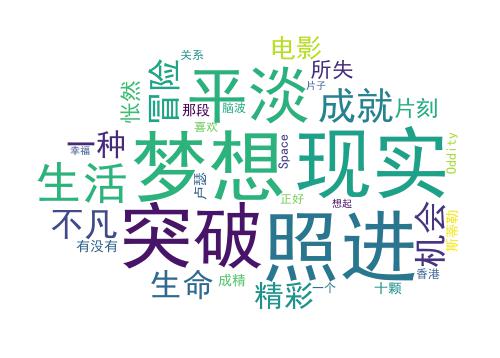 关系
电影
冒险
平淡
所失
怅然
那段
脑波
片子
成就
片刻
喜欢
一种
幸福
梦想
Space
现实
Oddity
生活
卢瑟
正好
想起
不凡
突破
照进
机会
斯蒂勒
有没有
香港
生命
成精
精彩
一个
十颗